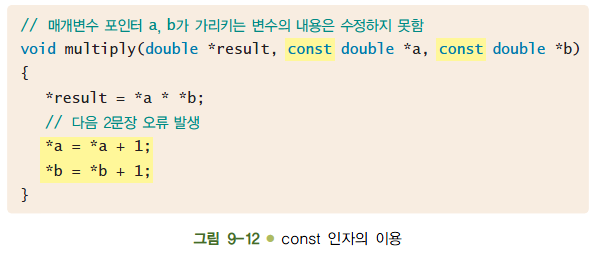 // 매개변수 포인터 a, b가 가리키는 변수의 내용은 수정하지 못함
void multiply(double *result, const double *a, const double *b)
{
*result = *a * *b;
// 다음 2문장 오류 발생
*a = *a + 1;
*b = *b + 1;
}
그림 9-12 ● const 인자의 이용